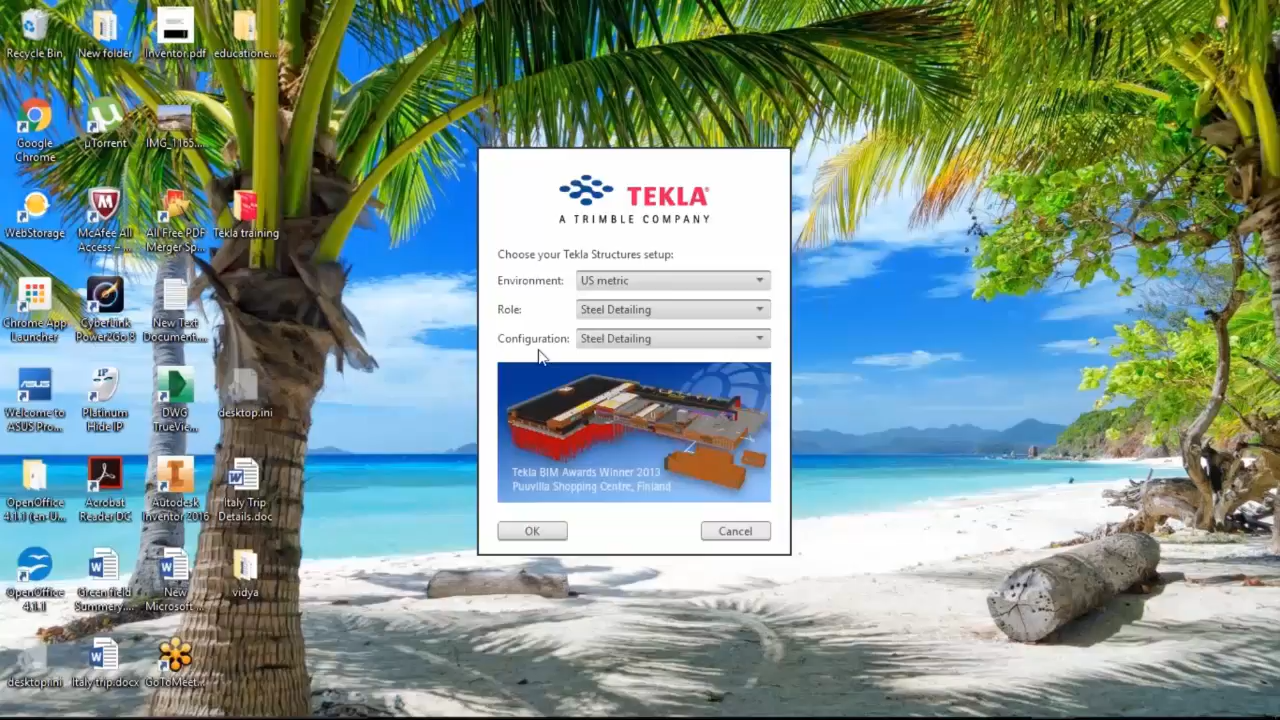 Recycle Bin
New folder
Inventor.pdf
educatione...
Google
Chrome
µTorrent
IMG_1165....
WebStorage
McAfee All
Access – ...
All Free PDF
Merger Sp...
Tekla training
Chrome App
Launcher
CyberLink
Power2Go 8
New Text
Document....
Welcome to
ASUS Pro...
Platinum
Hide IP
DWG
TrueVie...
desktop.ini
OpenOffice
4.1.1 (en-U...
Acrobat
Reader DC
Autodesk
Inventor 2016
Italy Trip
Details.doc
OpenOffice
4.1.1
Green field
Summery....
New
Microsoft ...
vidya
desktop.ini
Italy trip.docx
GoToMeet...
TEKLA®
A TRIMBLE COMPANY
Choose your Tekla Structures setup:
Environment: US metric
Role: Steel Detailing
Configuration: Steel Detailing
Tekla BIM Awards Winner 2013
Puuvilla Shopping Centre, Finland
OK Cancel